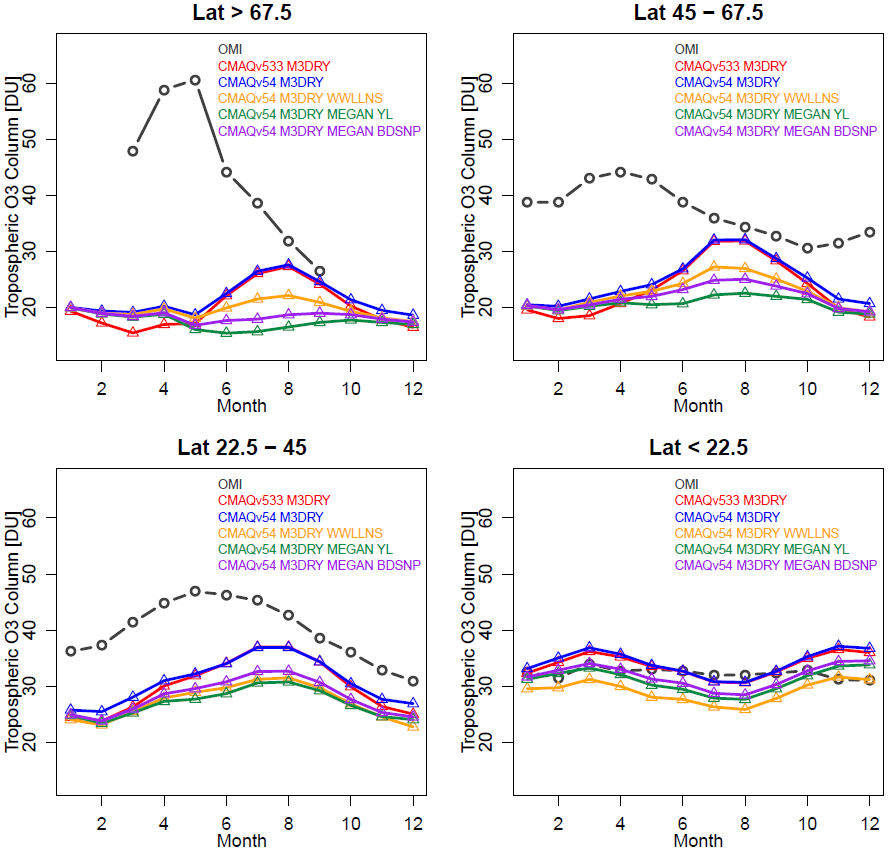 Lat > 67.5
Tropospheric O3 Column [DU]
60
50
40
30
20
OMI
CMAQv533 M3DRY
CMAQv54 M3DRY
CMAQv54 M3DRY WWLLNS
CMAQv54 M3DRY MEGAN YL
CMAQv54 M3DRY MEGAN BDSNP
2 4 6 8 10 12
Month
Lat 45 − 67.5
Tropospheric O3 Column [DU]
60
50
40
30
20
OMI
CMAQv533 M3DRY
CMAQv54 M3DRY
CMAQv54 M3DRY WWLLNS
CMAQv54 M3DRY MEGAN YL
CMAQv54 M3DRY MEGAN BDSNP
2 4 6 8 10 12
Month
Lat 22.5 − 45
Tropospheric O3 Column [DU]
60
50
40
30
20
OMI
CMAQv533 M3DRY
CMAQv54 M3DRY
CMAQv54 M3DRY WWLLNS
CMAQv54 M3DRY MEGAN YL
CMAQv54 M3DRY MEGAN BDSNP
2 4 6 8 10 12
Month
Lat < 22.5
Tropospheric O3 Column [DU]
60
50
40
30
20
OMI
CMAQv533 M3DRY
CMAQv54 M3DRY
CMAQv54 M3DRY WWLLNS
CMAQv54 M3DRY MEGAN YL
CMAQv54 M3DRY MEGAN BDSNP
2 4 6 8 10 12
Month